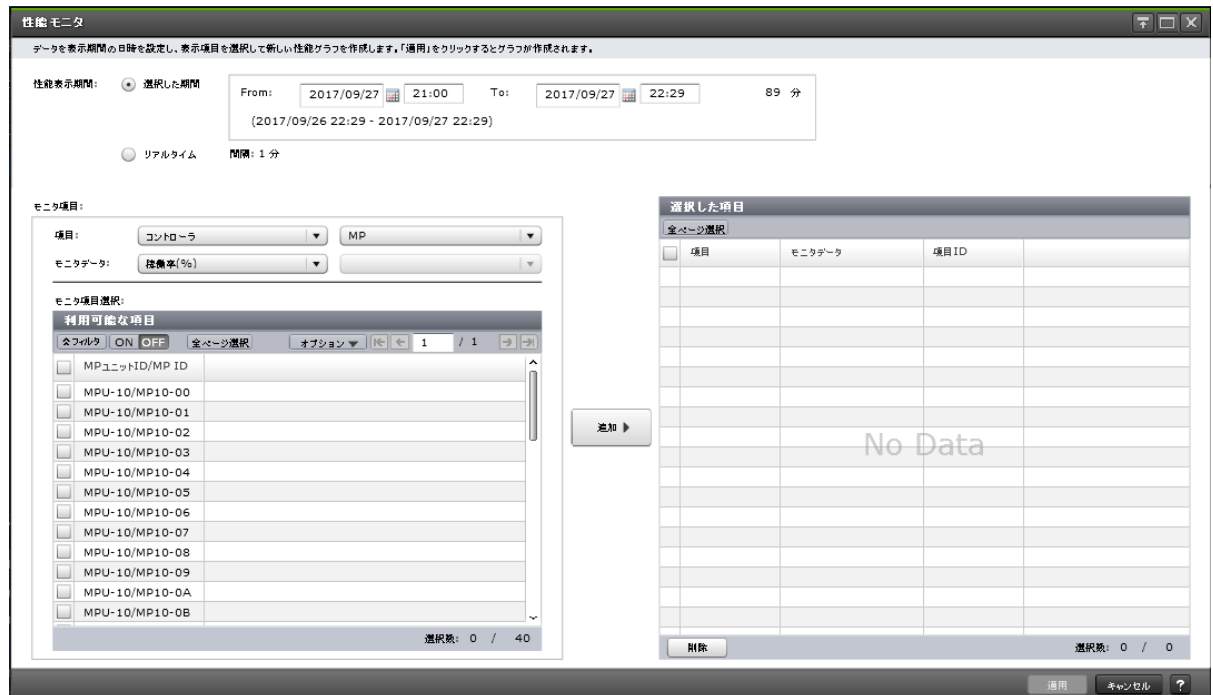 性能モニタ
データを表示期間の日時を設定し、表示項目を選択して新しい性能グラフを作成します。「適用」をクリックするとグラフが作成されます。
性能表示期間: 選択した期間
From: 2017/09/27 21:00 To: 2017/09/27 22:29 89 分
(2017/09/26 22:29 - 2017/09/27 22:29)
リアルタイム 間隔: 1 分
モニタ項目:
項目: コントローラ MP
モニタデータ: 稼働率(%)
モニタ項目選択:
利用可能な項目
全フィルタ ON OFF 全ページ選択 オプション 1 / 1
MPユニットID/MP ID
MPU-10/MP10-00
MPU-10/MP10-01
MPU-10/MP10-02
MPU-10/MP10-03
MPU-10/MP10-04
MPU-10/MP10-05
MPU-10/MP10-06
MPU-10/MP10-07
MPU-10/MP10-08
MPU-10/MP10-09
MPU-10/MP10-0A
MPU-10/MP10-0B
選択数: 0 / 40
追加
選択した項目
全ページ選択
項目 モニタデータ 項目ID
No Data
削除 選択数: 0 / 0
適用 キャンセル ?